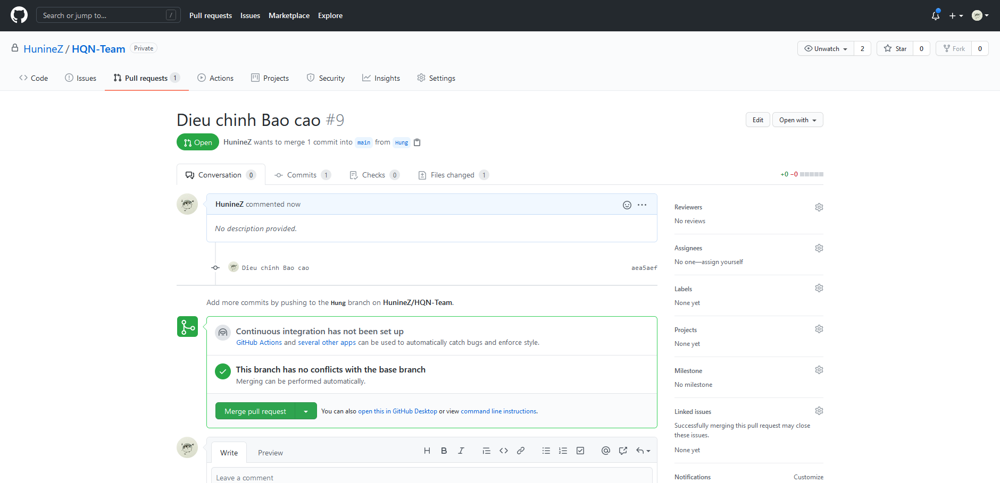 Search or jump to... /
Pull requests Issues Marketplace Explore
HunineZ / HQN-Team Private
Unwatch 2 Star 0 Fork 0
Code Issues Pull requests 1 Actions Projects Security Insights Settings
Dieu chinh Bao cao #9
Edit Open with
Open HunineZ wants to merge 1 commit into main from Hung
Conversation 0 Commits 1 Checks 0 Files changed 1
+0 −0
HunineZ commented now
No description provided.
Dieu chinh Bao cao aea5aef
Add more commits by pushing to the Hung branch on HunineZ/HQN-Team.
Continuous integration has not been set up
GitHub Actions and several other apps can be used to automatically catch bugs and enforce style.
This branch has no conflicts with the base branch
Merging can be performed automatically.
Merge pull request You can also open this in GitHub Desktop or view command line instructions.
Write Preview
Leave a comment
Reviewers
No reviews
Assignees
No one—assign yourself
Labels
None yet
Projects
None yet
Milestone
No milestone
Linked issues
Successfully merging this pull request may close
these issues.
None yet
Notifications Customize